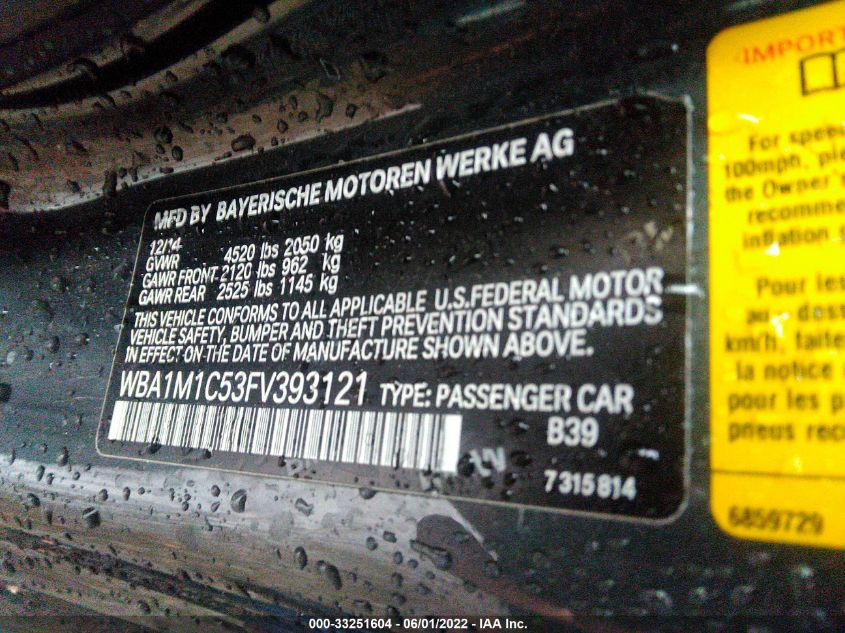 MFD BY BAYERISCHE MOTOREN WERKE AG
12/14
GVWR 4520 lbs 2050 kg
GAWR FRONT 2120 lbs 962 kg
GAWR REAR 2525 lbs 1145 kg
THIS VEHICLE CONFORMS TO ALL APPLICABLE U.S.FEDERAL MOTOR
VEHICLE SAFETY, BUMPER AND THEFT PREVENTION STANDARDS
IN EFFECT ON THE DATE OF MANUFACTURE SHOWN ABOVE.
WBA1M1C53FV393121 TYPE: PASSENGER CAR
B39
7315814
IMPORT
For speed
100mph, ple
the Owner's
recomme
inflation
Pour les
au-dess
km/h, faite
la notice
pour les p
pneus rec
6859729
000-33251604 - 06/01/2022 - IAA Inc.